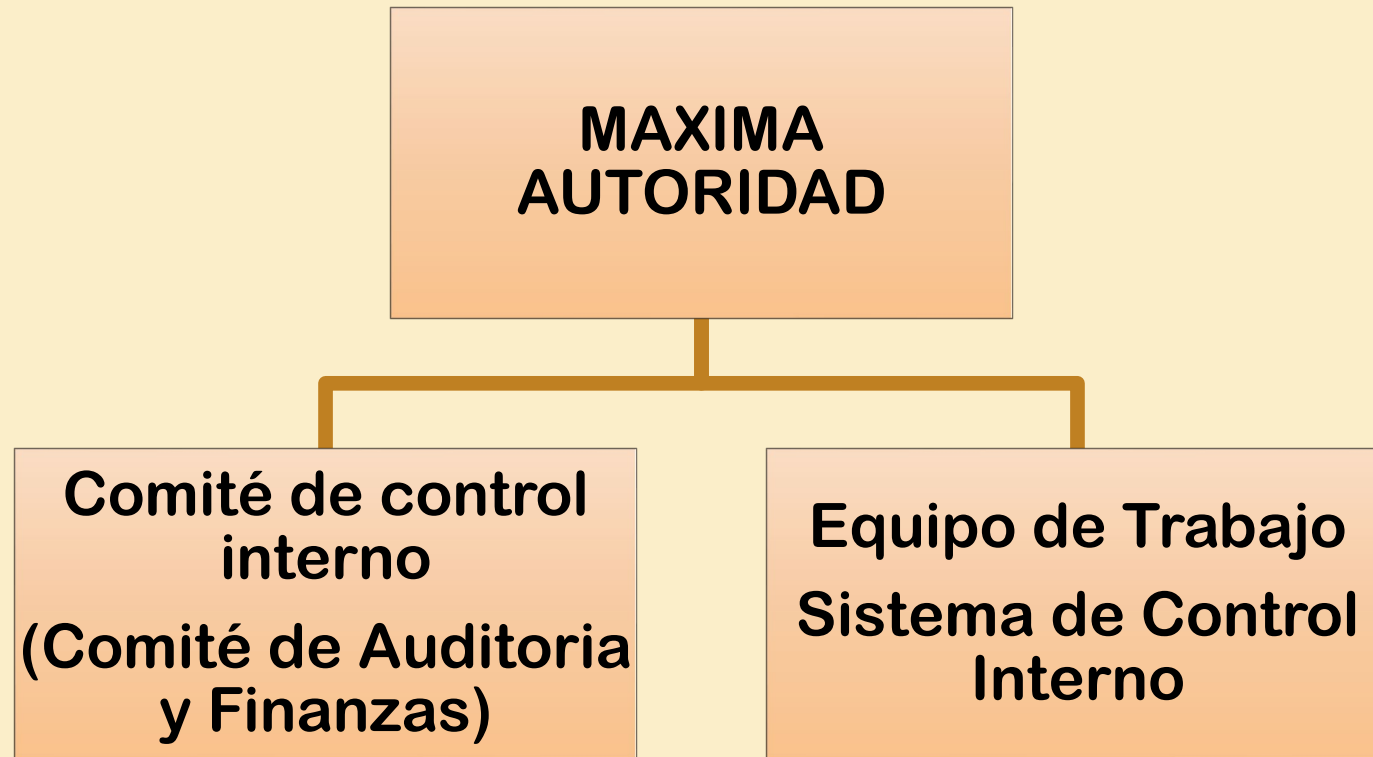 MAXIMA
AUTORIDAD
Comité de control
interno
(Comité de Auditoria
y Finanzas)
Equipo de Trabajo
Sistema de Control
Interno